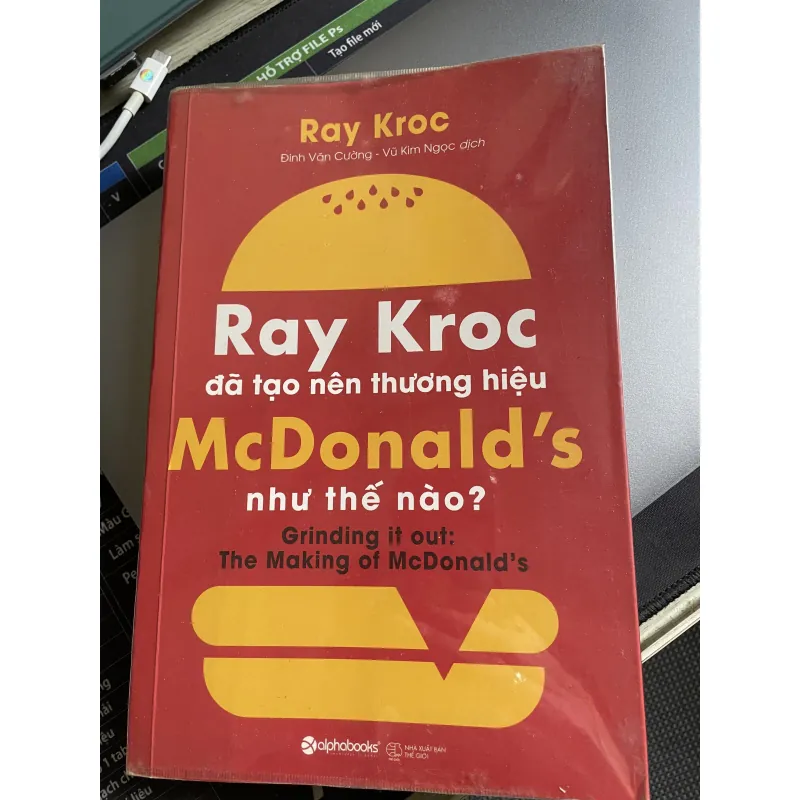 HỖ TRỢ FILE Ps
Tạo file mới
Ray Kroc
Đinh Văn Cường - Vũ Kim Ngọc dịch
Ray Kroc
đã tạo nên thương hiệu
McDonald's
như thế nào?
Grinding it out:
The Making of McDonald's
alphabooks
NHÀ XUẤT BẢN
THẾ GIỚI